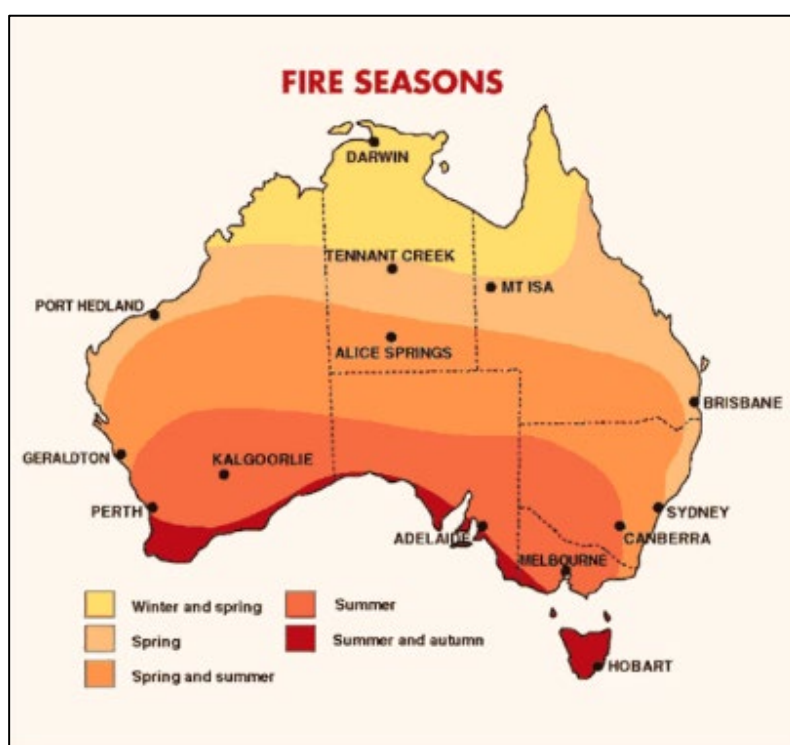 FIRE SEASONS
DARWIN
TENNANT CREEK
MT ISA
PORT HEDLAND
ALICE SPRINGS
BRISBANE
GERALDTON
KALGOORLIE
PERTH
SYDNEY
ADELAIDE
CANBERRA
MELBOURNE
Winter and spring
Summer
Spring
Summer and autumn
Spring and summer
HOBART